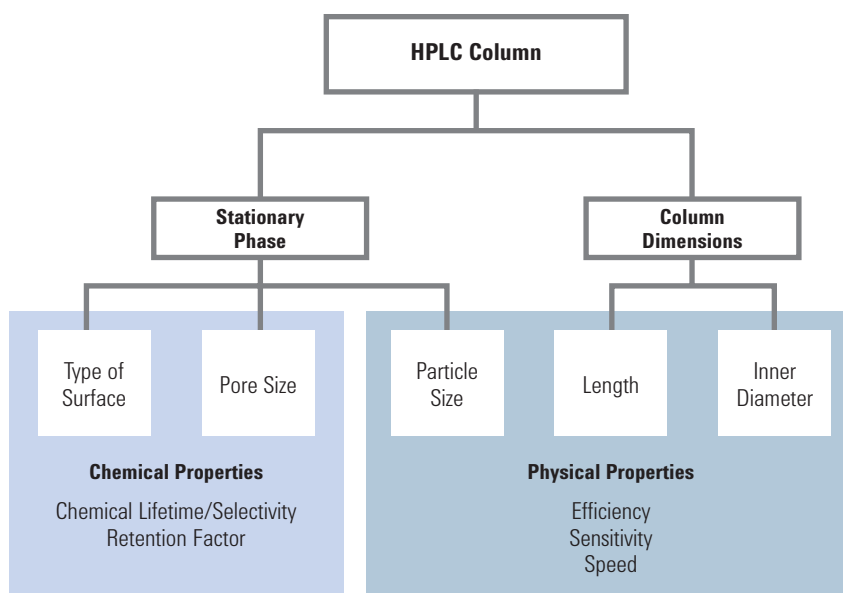 HPLC Column
Stationary
Phase
Column
Dimensions
Type of
Surface
Pore Size
Particle
Size
Length
Inner
Diameter
Chemical Properties
Chemical Lifetime/Selectivity
Retention Factor
Physical Properties
Efficiency
Sensitivity
Speed